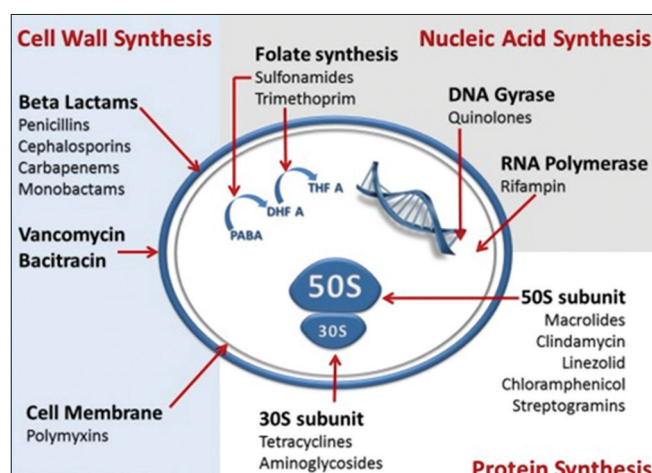 Cell Wall Synthesis
Nucleic Acid Synthesis
Folate synthesis
Sulfonamides
Trimethoprim
Beta Lactams
Penicillins
Cephalosporins
Carbapenems
Monobactams
DNA Gyrase
Quinolones
RNA Polymerase
Rifampin
THF A
DHF A
PABA
Vancomycin
Bacitracin
50S
30S
50S subunit
Macrolides
Clindamycin
Linezolid
Chloramphenicol
Streptogramins
Cell Membrane
Polymyxins
30S subunit
Tetracyclines
Aminoglycosides
Protein Synthesis